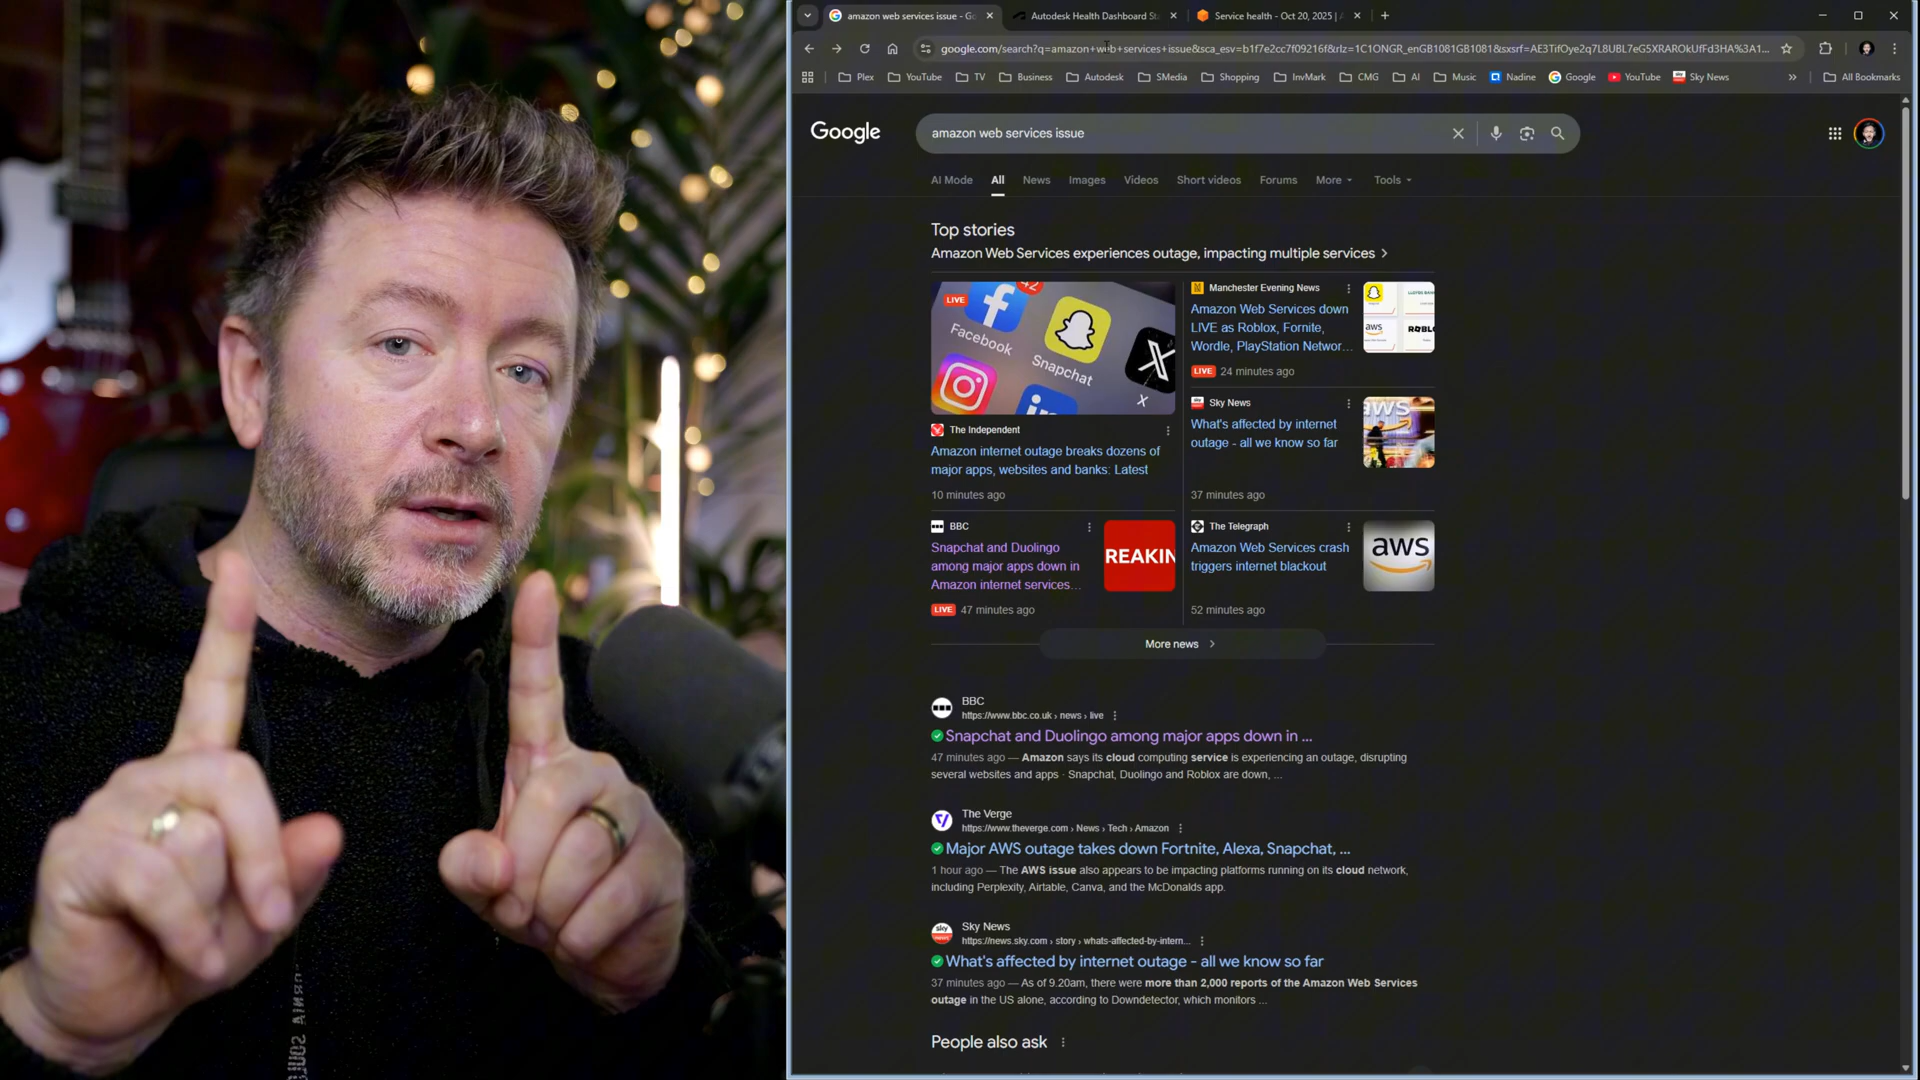 amazon web services issue - Go
Autodesk Health Dashboard St
Service health - Oct 20, 2025 |
google.com/search?q=amazon+web+services+issue&sca_esv=b1f7e2cc7f09216f&rlz=1C1ONGR_enGB1081GB1081&sxsrf=AE3TifOye2q7L8UBL7eG5XRAROkUfFd3HA%3A1...
Plex YouTube TV Business Autodesk SMedia Shopping InvMark CMG AI Music Nadine Google YouTube Sky News » All Bookmarks
Google
amazon web services issue
AI Mode All News Images Videos Short videos Forums More Tools
Top stories
Amazon Web Services experiences outage, impacting multiple services
LIVE
42
Facebook
Snapchat
X
The Independent
Amazon internet outage breaks dozens of
major apps, websites and banks: Latest
10 minutes ago
Manchester Evening News
Amazon Web Services down
LIVE as Roblox, Fornite,
Wordle, PlayStation Networ...
LIVE 24 minutes ago
aws
ROBL
Sky News
What's affected by internet
outage - all we know so far
37 minutes ago
aws
BBC
Snapchat and Duolingo
among major apps down in
Amazon internet services...
LIVE 47 minutes ago
REAKIN
The Telegraph
Amazon Web Services crash
triggers internet blackout
52 minutes ago
aws
More news
BBC
https://www.bbc.co.uk › news › live
Snapchat and Duolingo among major apps down in ...
47 minutes ago — Amazon says its cloud computing service is experiencing an outage, disrupting
several websites and apps · Snapchat, Duolingo and Roblox are down, ...
The Verge
https://www.theverge.com › News › Tech › Amazon
Major AWS outage takes down Fortnite, Alexa, Snapchat, ...
1 hour ago — The AWS issue also appears to be impacting platforms running on its cloud network,
including Perplexity, Airtable, Canva, and the McDonalds app.
Sky News
https://news.sky.com › story › whats-affected-by-intern...
What's affected by internet outage - all we know so far
37 minutes ago — As of 9.20am, there were more than 2,000 reports of the Amazon Web Services
outage in the US alone, according to Downdetector, which monitors ...
People also ask